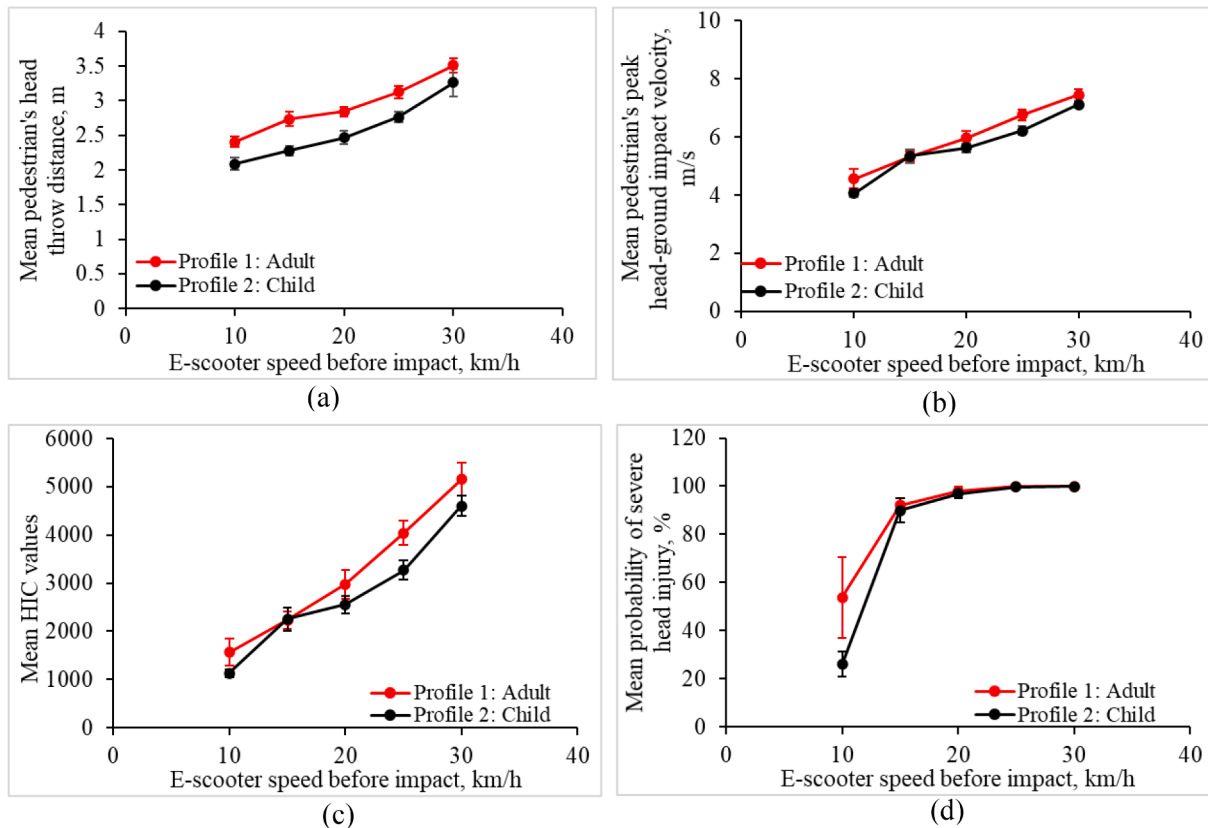 Mean pedestrian's head
throw distance, m
4
3.5
3
2.5
2
1.5
1
0.5
0
Profile 1: Adult
Profile 2: Child
0
10
20
30
40
E-scooter speed before impact, km/h
(a)
Mean pedestrian's peak
head-ground impact velocity,
m/s
10
8
6
4
2
0
Profile 1: Adult
Profile 2: Child
0
10
20
30
40
E-scooter speed before impact, km/h
(b)
Mean HIC values
6000
5000
4000
3000
2000
1000
0
Profile 1: Adult
Profile 2: Child
0
10
20
30
40
E-scooter speed before impact, km/h
(c)
Mean probability of severe
head injury, %
120
100
80
60
40
20
0
Profile 1: Adult
Profile 2: Child
0
10
20
30
40
E-scooter speed before impact, km/h
(d)